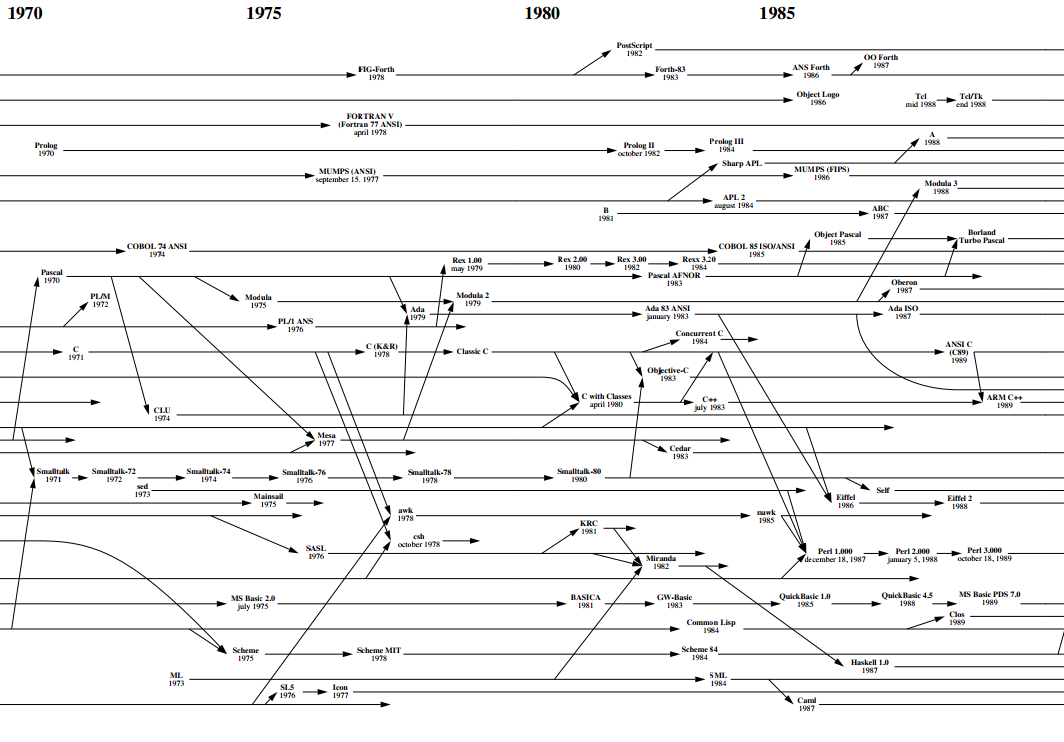 1970 1975 1980 1985
PostScript
1982
OO Forth
1987
FIG-Forth
1978
Forth-83
1983
ANS Forth
1986
Object Logo
1986
Tcl
mid 1988
Tcl/Tk
end 1988
FORTRAN V
(Fortran 77 ANSI)
april 1978
A
1988
Prolog
1970
Prolog II
october 1982
Prolog III
1984
Sharp APL
MUMPS (ANSI)
september 15, 1977
MUMPS (FIPS)
1986
Modula 3
1988
APL 2
august 1984
B
1981
ABC
1987
Object Pascal
1985
Borland
Turbo Pascal
COBOL 74 ANSI
1974
COBOL 85 ISO/ANSI
1985
Rex 1.00
may 1979
Rex 2.00
1980
Rex 3.00
1982
Rexx 3.20
1984
Pascal
1970
Pascal AFNOR
1983
Oberon
1987
PL/M
1972
Modula
1975
Modula 2
1979
Ada
1979
Ada 83 ANSI
january 1983
Ada ISO
1987
PL/1 ANS
1976
Concurrent C
1984
C
1971
C (K&R)
1978
Classic C
ANSI C
(C89)
1989
Objective-C
1983
C with Classes
april 1980
C++
july 1983
ARM C++
1989
CLU
1974
Mesa
1977
Cedar
1983
Smalltalk
1971
Smalltalk-72
1972
Smalltalk-74
1974
Smalltalk-76
1976
Smalltalk-78
1978
Smalltalk-80
1980
sed
1973
Self
Mainsail
1975
Eiffel
1986
Eiffel 2
1988
awk
1978
nawk
1985
KRC
1981
csh
october 1978
SASL
1976
Miranda
1982
Perl 1.000
december 18, 1987
Perl 2.000
january 5, 1988
Perl 3.000
october 18, 1989
MS Basic 2.0
july 1975
BASICA
1981
GW-Basic
1983
QuickBasic 1.0
1985
QuickBasic 4.5
1988
MS Basic PDS 7.0
1989
Clos
1989
Common Lisp
1984
Scheme
1975
Scheme MIT
1978
Scheme 84
1984
Haskell 1.0
1987
ML
1973
SML
1984
SL5
1976
Icon
1977
Caml
1987